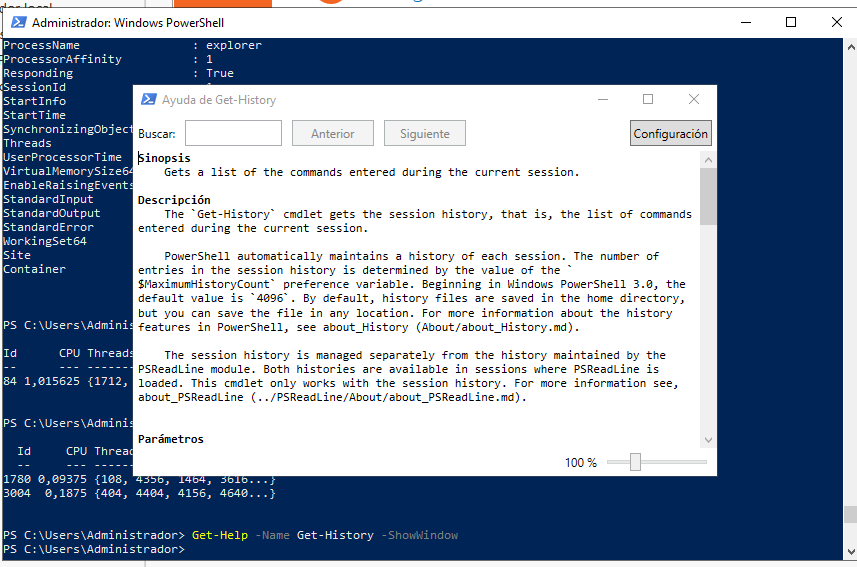 Administrador: Windows PowerShell
ProcessName : explorer
ProcessorAffinity : 1
Responding : True
SessionId
StartInfo
StartTime
SynchronizingObject
Threads
UserProcessorTime
VirtualMemorySize64
EnableRaisingEvents
StandardInput
StandardOutput
StandardError
WorkingSet64
Site
Container
PS C:\Users\Adminis
Id CPU Threads
-- --- -------
84 1,015625 {1712,
PS C:\Users\Adminis
Id CPU Threa
-- --- ------
1780 0,09375 {108, 4356, 1464, 3616...}
3004 0,1875 {404, 4404, 4156, 4640...}
PS C:\Users\Administrador> Get-Help -Name Get-History -ShowWindow
PS C:\Users\Administrador>
Ayuda de Get-History
Buscar: Anterior Siguiente Configuración
Sinopsis
Gets a list of the commands entered during the current session.
Descripción
The `Get-History` cmdlet gets the session history, that is, the list of commands
entered during the current session.
PowerShell automatically maintains a history of each session. The number of
entries in the session history is determined by the value of the `
$MaximumHistoryCount` preference variable. Beginning in Windows PowerShell 3.0, the
default value is `4096`. By default, history files are saved in the home directory,
but you can save the file in any location. For more information about the history
features in PowerShell, see about_History (About/about_History.md).
The session history is managed separately from the history maintained by the
PSReadLine module. Both histories are available in sessions where PSReadLine is
loaded. This cmdlet only works with the session history. For more information see,
about_PSReadLine (../PSReadLine/About/about_PSReadLine.md).
Parámetros
100 %